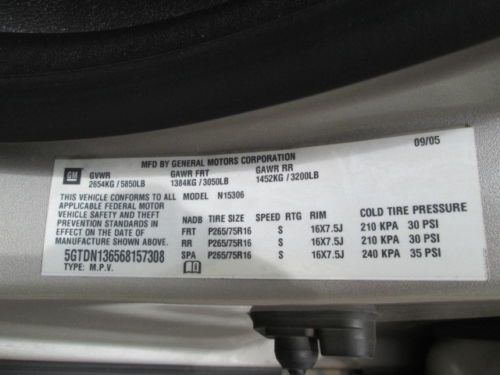 09/05
MFD BY GENERAL MOTORS CORPORATION
GM GVWR GAWR FRT GAWR RR
2654KG/5850LB 1384KG/3050LB 1452KG/3200LB
THIS VEHICLE CONFORMS TO ALL MODEL N15306
APPLICABLE FEDERAL MOTOR
VEHICLE SAFETY AND THEFT
PREVENTION STANDARDS IN
EFFECT ON THE DATE OF
MANUFACTURE SHOWN ABOVE.
NADB TIRE SIZE SPEED RTG RIM COLD TIRE PRESSURE
FRT P265/75R16 S 16X7.5J 210 KPA 30 PSI
RR P265/75R16 S 16X7.5J 210 KPA 30 PSI
SPA P265/75R16 S 16X7.5J 240 KPA 35 PSI
5GTDN136568157308
TYPE: M.P.V.